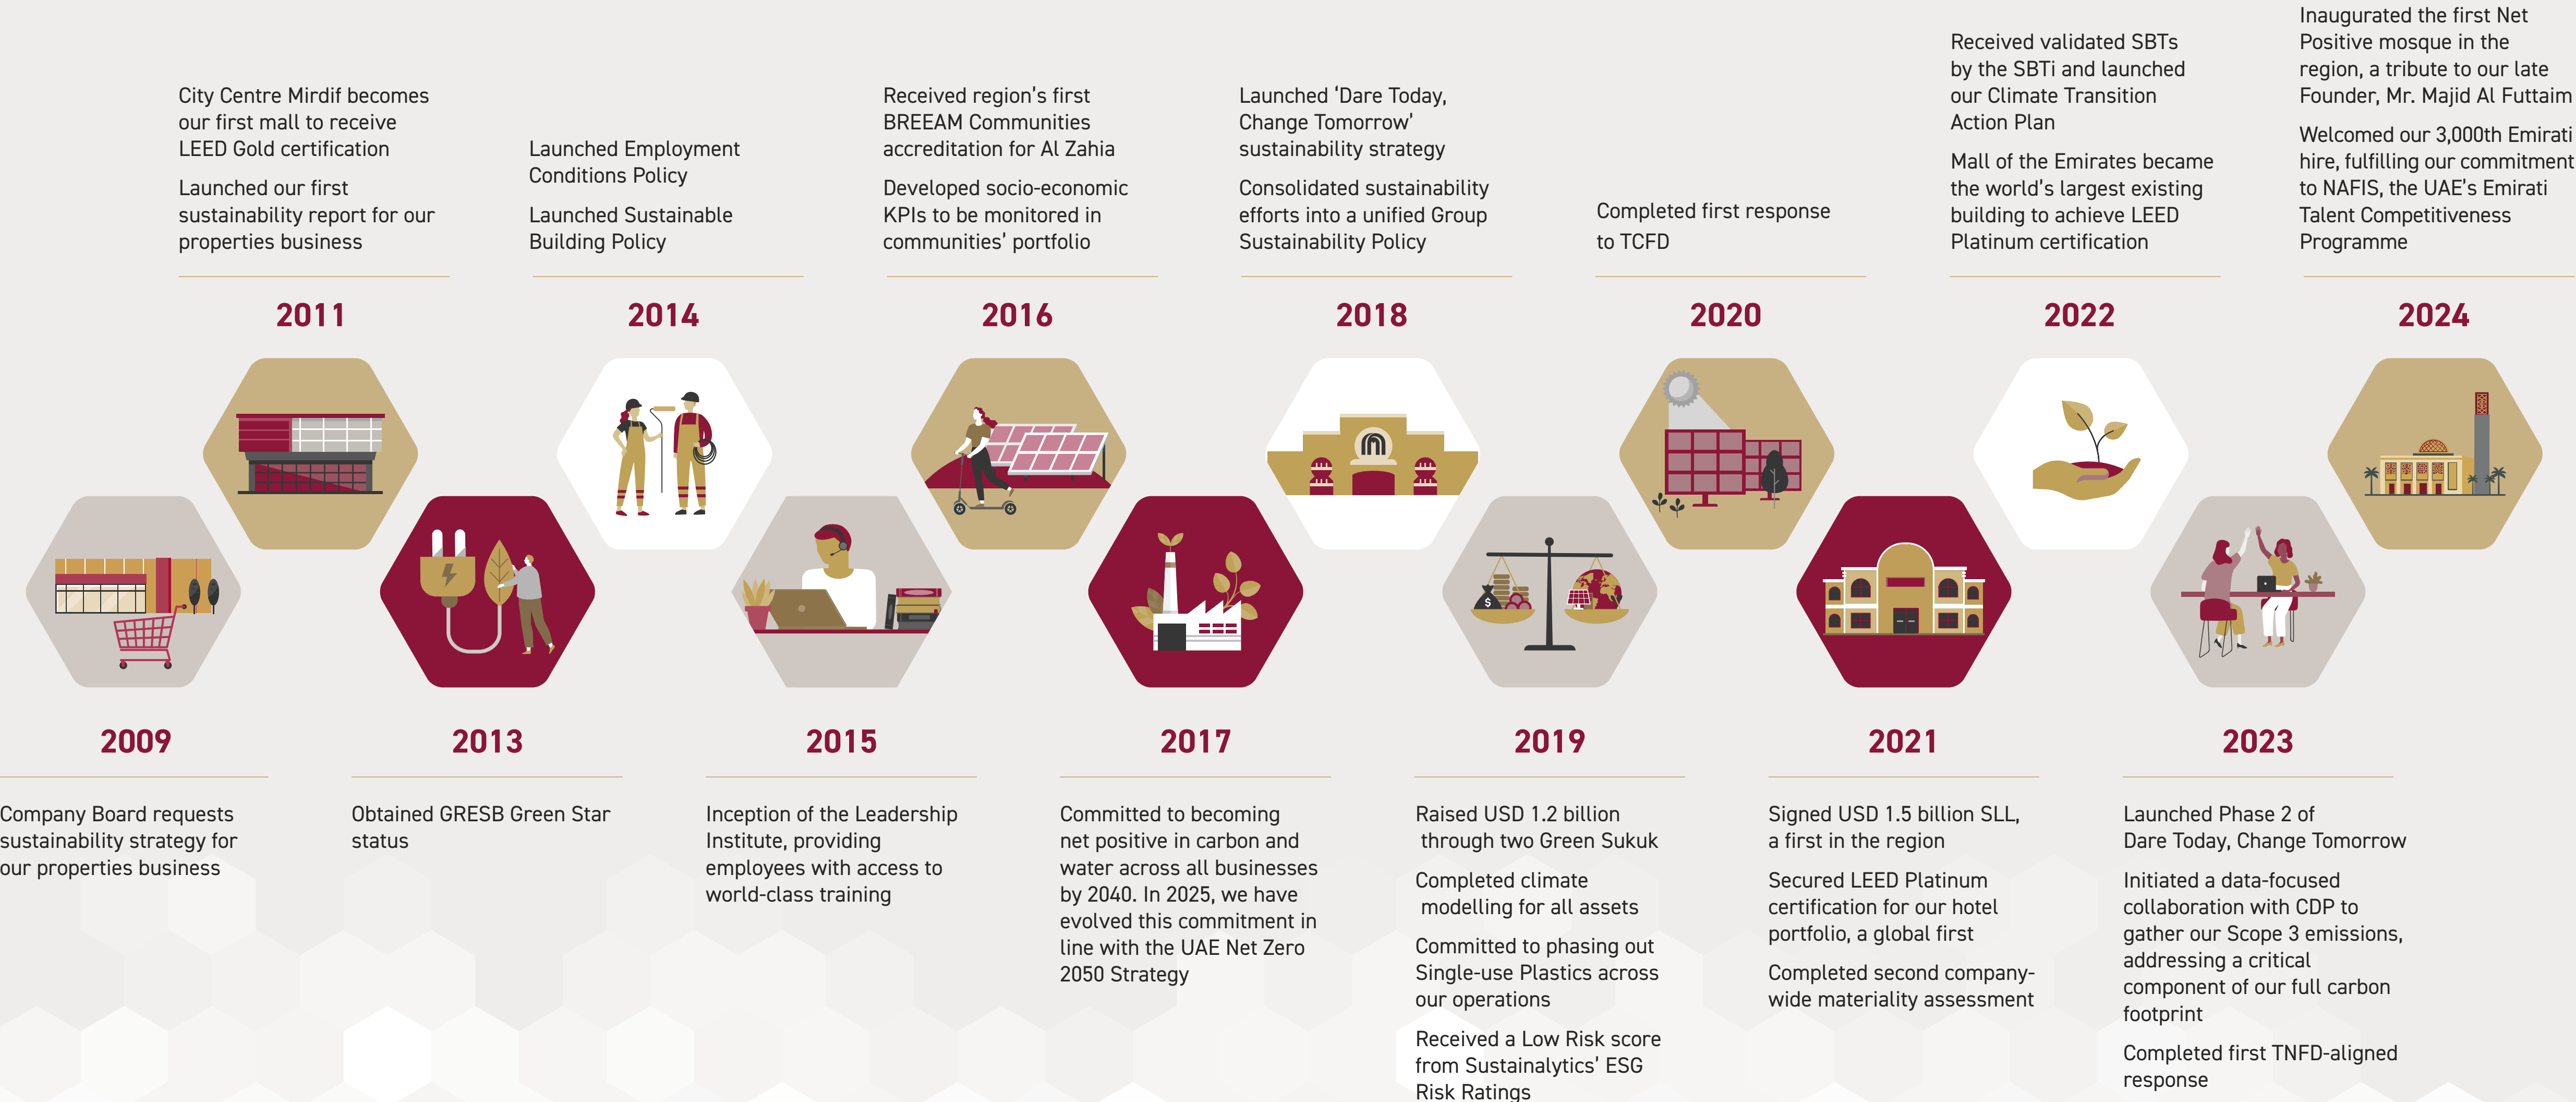 City Centre Mirdif becomes
our first mall to receive
LEED Gold certification
Launched our first
sustainability report for our
properties business
2011
Launched Employment
Conditions Policy
Launched Sustainable
Building Policy
2014
Received region's first
BREEAM Communities
accreditation for Al Zahia
Developed socio-economic
KPIs to be monitored in
communities' portfolio
2016
Launched ‘Dare Today,
Change Tomorrow’
sustainability strategy
Consolidated sustainability
efforts into a unified Group
Sustainability Policy
2018
Completed first response
to TCFD
2020
Received validated SBTs
by the SBTi and launched
our Climate Transition
Action Plan
Mall of the Emirates became
the world's largest existing
building to achieve LEED
Platinum certification
2022
Inaugurated the first Net
Positive mosque in the
region, a tribute to our late
Founder, Mr. Majid Al Futtaim
Welcomed our 3,000th Emirati
hire, fulfilling our commitment
to NAFIS, the UAE's Emirati
Talent Competitiveness
Programme
2024
$
2009
Company Board requests
sustainability strategy for
our properties business
2013
Obtained GRESB Green Star
status
2015
Inception of the Leadership
Institute, providing
employees with access to
world-class training
2017
Committed to becoming
net positive in carbon and
water across all businesses
by 2040. In 2025, we have
evolved this commitment in
line with the UAE Net Zero
2050 Strategy
2019
Raised USD 1.2 billion
through two Green Sukuk
Completed climate
modelling for all assets
Committed to phasing out
Single-use Plastics across
our operations
Received a Low Risk score
from Sustainalytics' ESG
Risk Ratings
2021
Signed USD 1.5 billion SLL,
a first in the region
Secured LEED Platinum
certification for our hotel
portfolio, a global first
Completed second company-
wide materiality assessment
2023
Launched Phase 2 of
Dare Today, Change Tomorrow
Initiated a data-focused
collaboration with CDP to
gather our Scope 3 emissions,
addressing a critical
component of our full carbon
footprint
Completed first TNFD-aligned
response